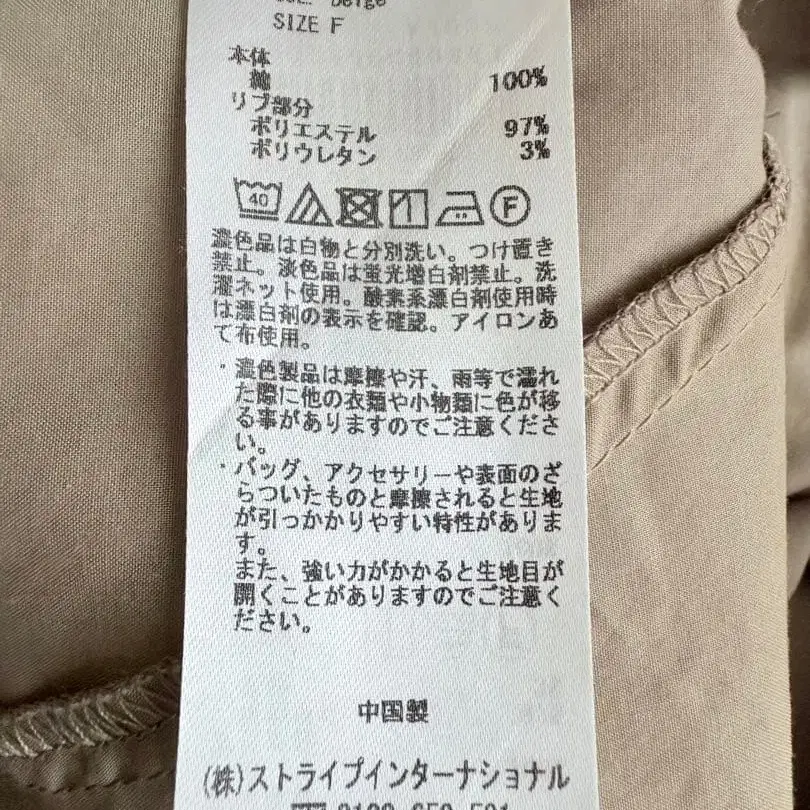 Beige
SIZE F
本体
綿 100%
リブ部分
ポリエステル 97%
ポリウレタン 3%
40
F
濃色品は白物と分別洗い。つけ置き
禁止。淡色品は蛍光増白剤禁止。洗
濯ネット使用。酸素系漂白剤使用時
は漂白剤の表示を確認。アイロンあ
て布使用。
・濃色製品は摩擦や汗、雨等で濡れ
た際に他の衣類や小物類に色が移
る事がありますのでご注意くださ
い。
・バッグ、アクセサリーや表面のざ
らついたものと摩擦されると生地
が引っかかりやすい特性がありま
す。
また、強い力がかかると生地目が
開くことがありますのでご注意く
ださい。
中国製
(株)ストライプインターナショナル